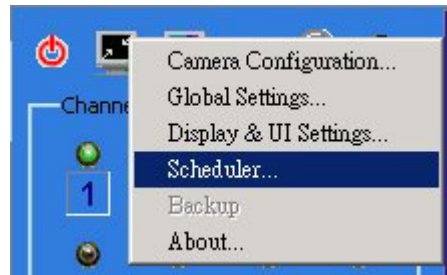 Camera Configuration...
Global Settings...
Channe
Display & UI Settings...
Scheduler...
1
Backup
About...